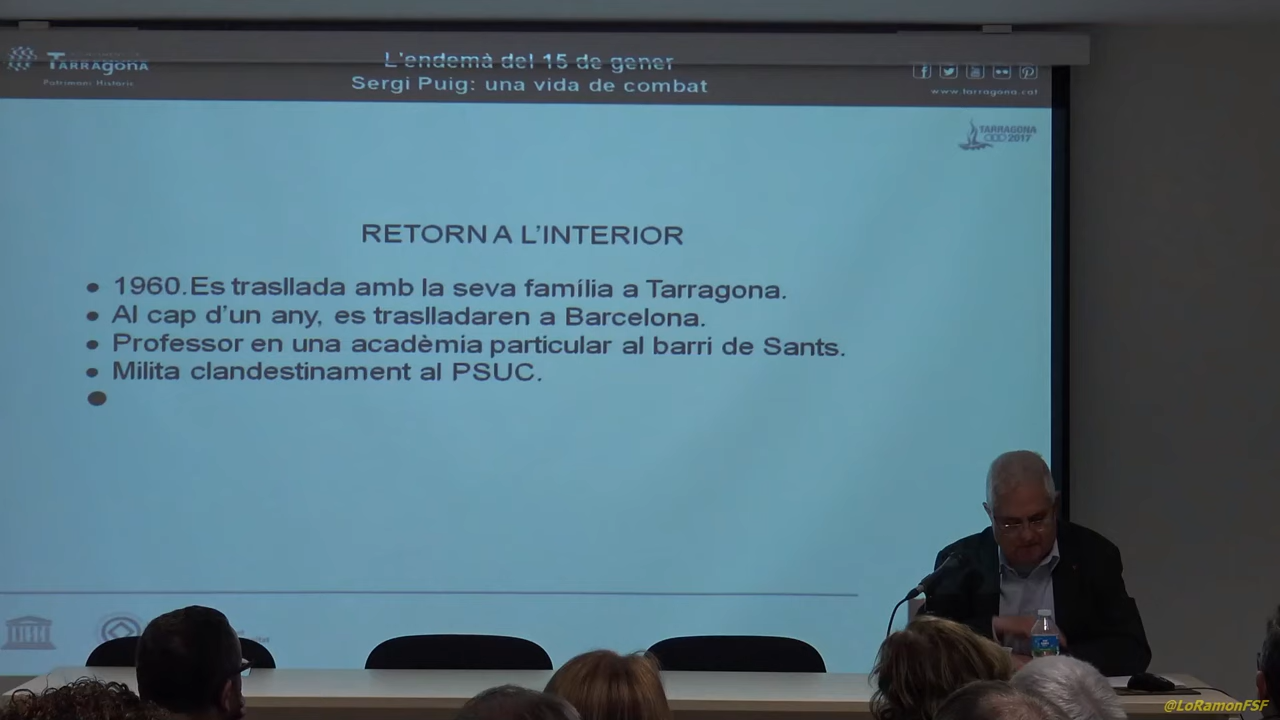 TARRAGONA
Patrimoni Històric
L'endemà del 15 de gener
Sergi Puig: una vida de combat
www.tarragona.cat
TARRAGONA
2017
RETORN A L'INTERIOR
• 1960.Es trasllada amb la seva família a Tarragona.
• Al cap d'un any, es traslladaren a Barcelona.
• Professor en una acadèmia particular al barri de Sants.
• Milita clandestinament al PSUC.
•
@LoRamonFSF